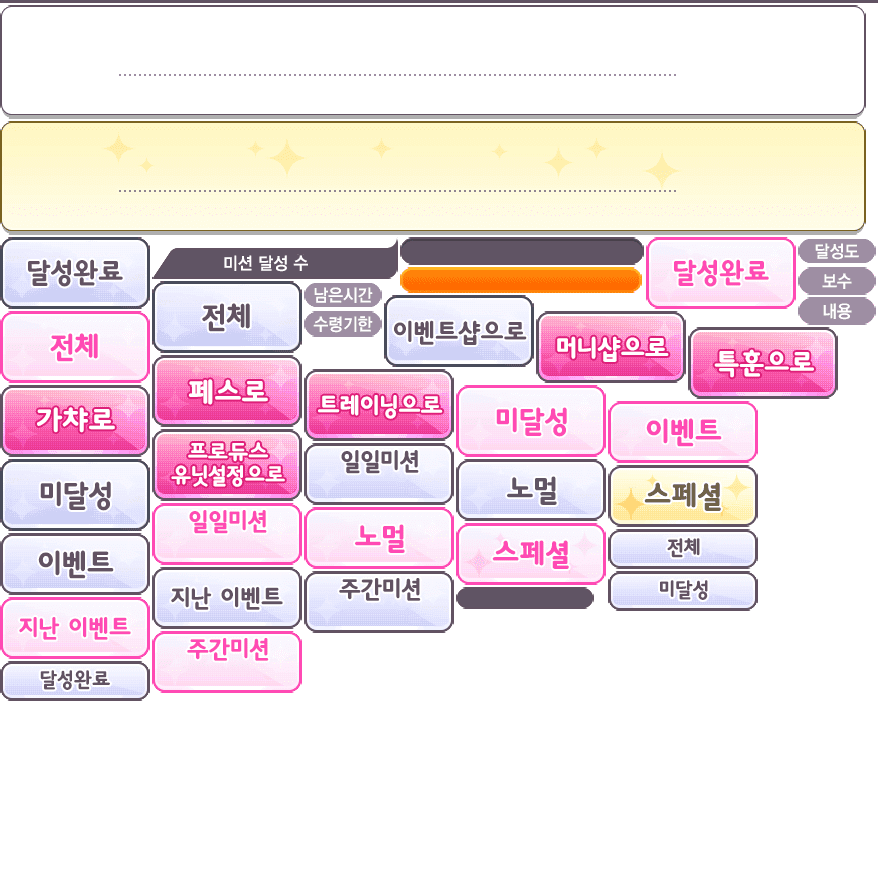 달성완료
미션 달성 수
달성완료
달성도
보수
내용
전체
남은시간
수령기한
이벤트샵으로
머니샵으로
특훈으로
전체
페스로
트레이닝으로
미달성
이벤트
가챠로
프로듀스
유닛설정으로
일일미션
노멀
스페셜
미달성
일일미션
노멀
스페셜
전체
이벤트
지난 이벤트
주간미션
미달성
지난 이벤트
주간미션
달성완료